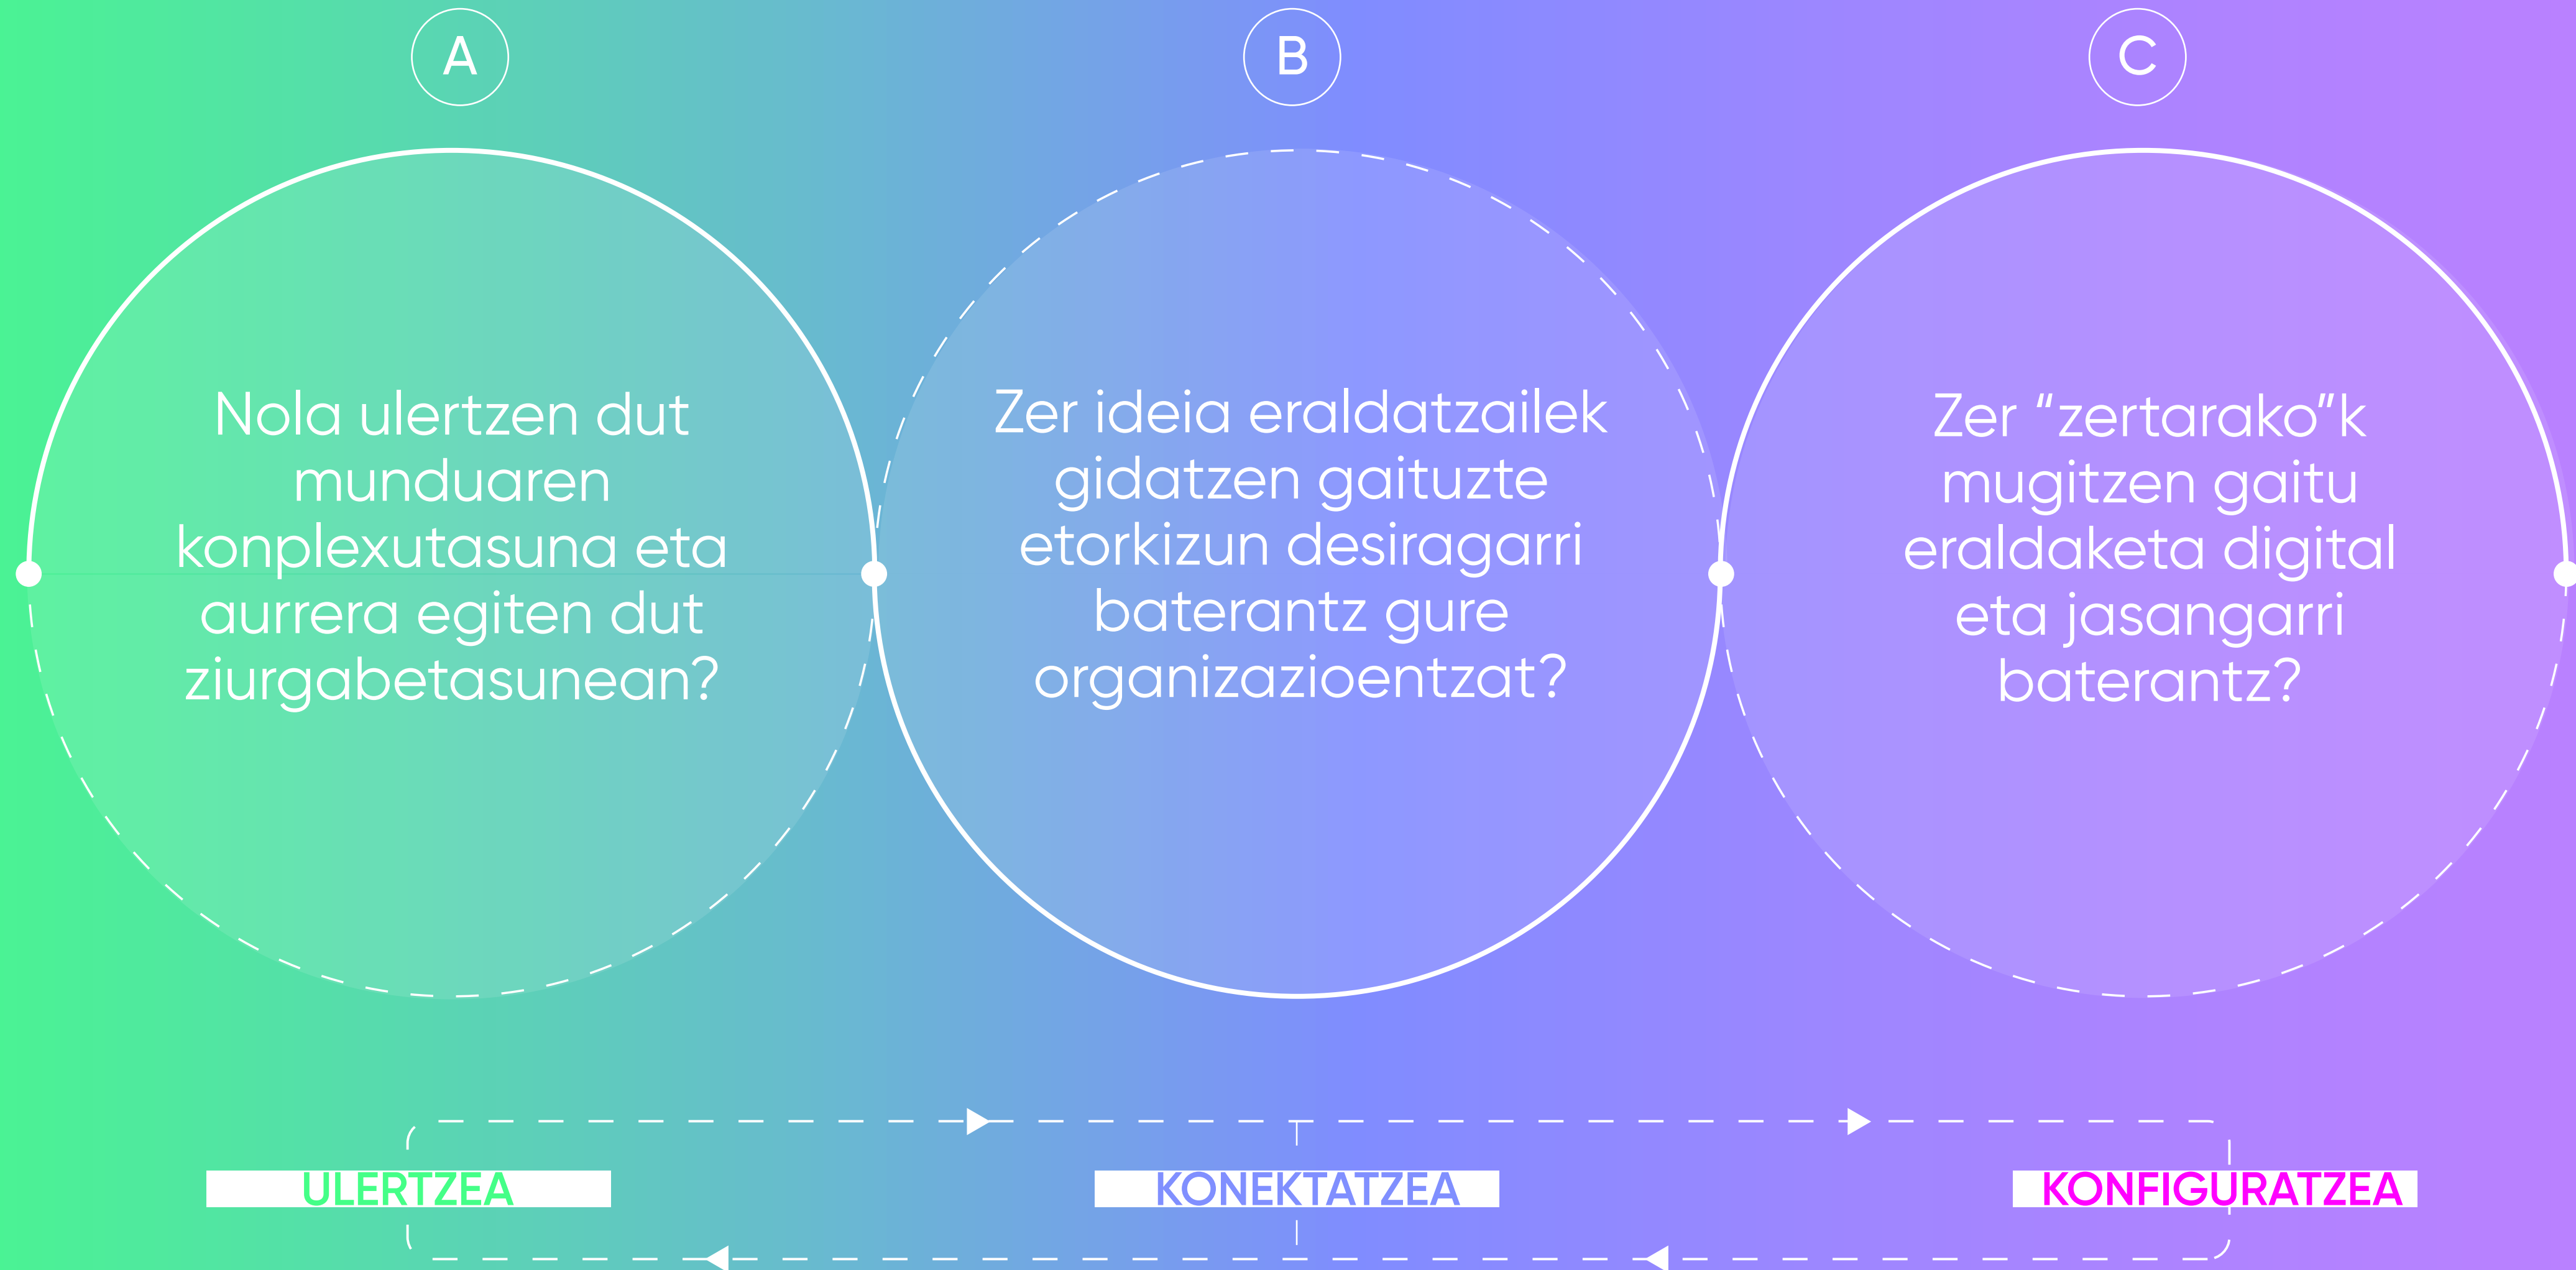 A
Nola ulertzen dut
munduaren
konplexutasuna eta
aurrera egiten dut
ziurgabetasunean?
B
Zer ideia eraldatzailek
gidatzen gaituzte
etorkizun desiragarri
baterantz gure
organizazioentzat?
C
Zer “zertarako”k
mugitzen gaitu
eraldaketa digital
eta jasangarri
baterantz?
ULERTZEA
KONEKTATZEA
KONFIGURATZEA